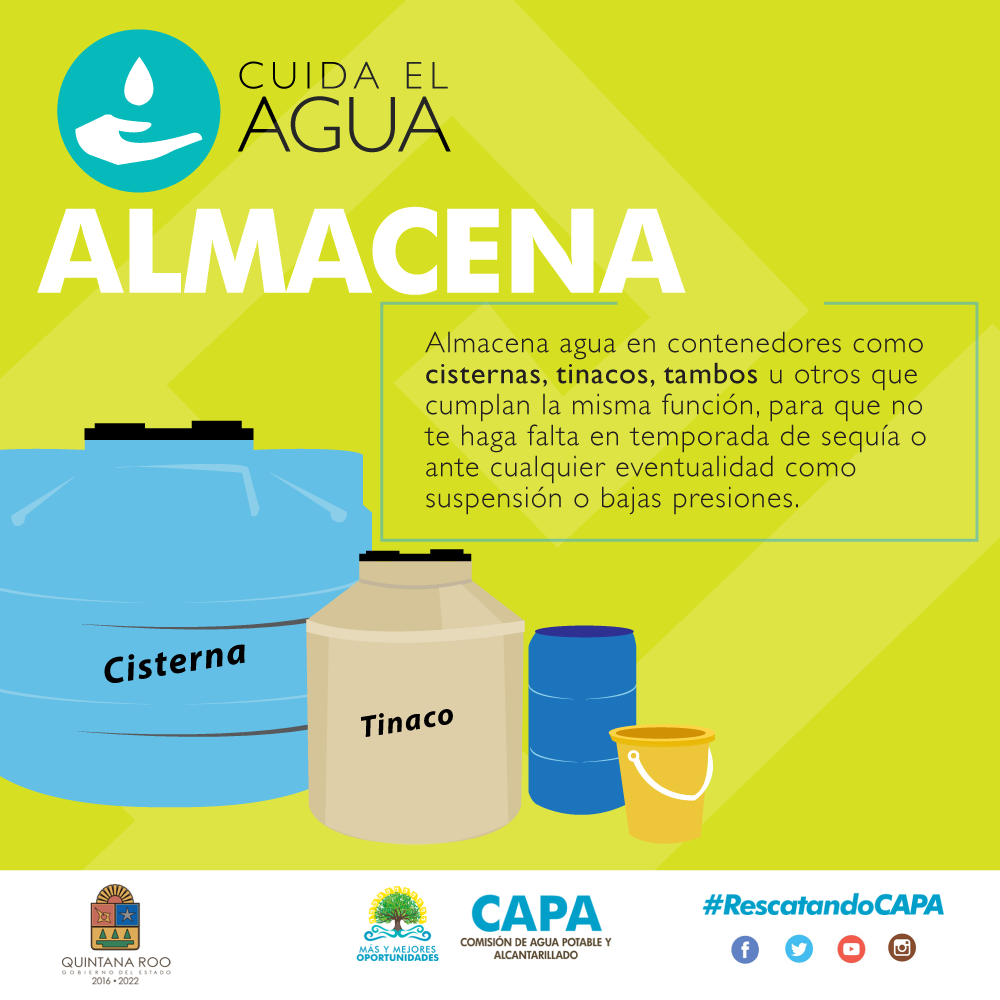 CUIDA EL
AGUA
ALMACENA
Almacena agua en contenedores como
cisternas, tinacos, tambos u otros que
cumplan la misma función, para que no
te haga falta en temporada de sequía o
ante cualquier eventualidad como
suspensión o bajas presiones.
Cisterna
Tinaco
QUINTANA ROO
GOBIERNO DEL ESTADO
2016 • 2022
MÁS Y MEJORES
OPORTUNIDADES
CAPA
COMISIÓN DE AGUA POTABLE Y
ALCANTARILLADO
#RescatandoCAPA